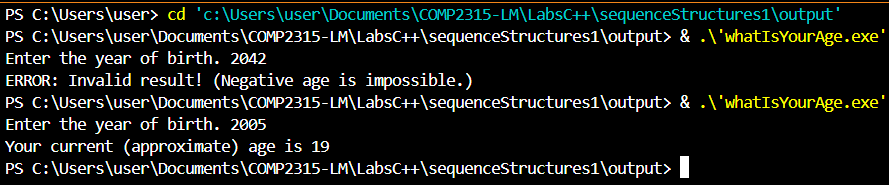 PS C:\Users\user> cd 'c:\Users\user\Documents\COMP2315-LM\LabsC++\sequenceStructures1\output'
PS C:\Users\user\Documents\COMP2315-LM\LabsC++\sequenceStructures1\output> & .\'whatIsYourAge.exe'
Enter the year of birth. 2042
ERROR: Invalid result! (Negative age is impossible.)
PS C:\Users\user\Documents\COMP2315-LM\LabsC++\sequenceStructures1\output> & .\'whatIsYourAge.exe'
Enter the year of birth. 2005
Your current (approximate) age is 19
PS C:\Users\user\Documents\COMP2315-LM\LabsC++\sequenceStructures1\output>